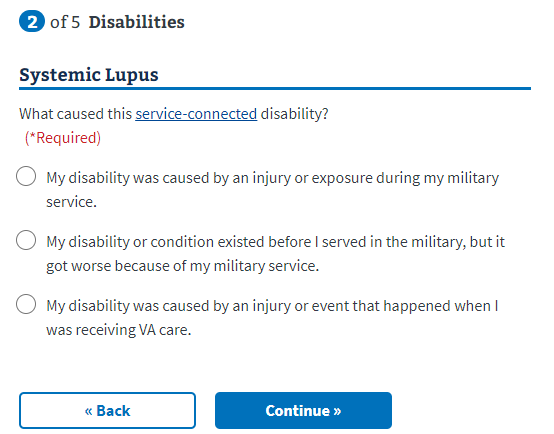 2 of 5 Disabilities
Systemic Lupus
What caused this service-connected disability?
(*Required)
My disability was caused by an injury or exposure during my military
service.
My disability or condition existed before I served in the military, but it
got worse because of my military service.
My disability was caused by an injury or event that happened when I
was receiving VA care.
« Back
Continue »